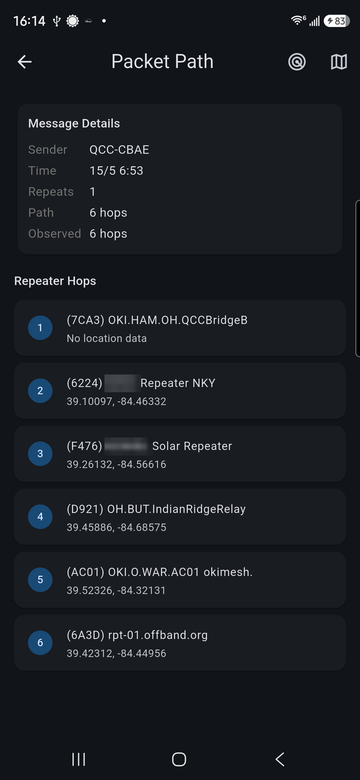 16:14
6
83
Packet Path
Message Details
Sender QCC-CBAE
Time 15/5 6:53
Repeats 1
Path 6 hops
Observed 6 hops
Repeater Hops
1 (7CA3) OKI.HAM.OH.QCCBridgeB
No location data
2 (6224) Repeater NKY
39.10097, -84.46332
3 (F476) Solar Repeater
39.26132, -84.56616
4 (D921) OH.BUT.IndianRidgeRelay
39.45886, -84.68575
5 (AC01) OKI.O.WAR.AC01 okimesh.
39.52326, -84.32131
6 (6A3D) rpt-01.offband.org
39.42312, -84.44956